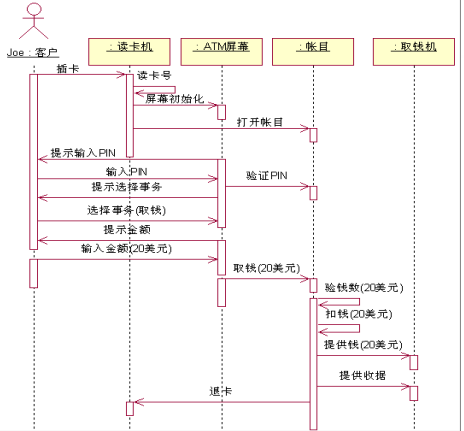 Joe : 客户
: 读卡机
: ATM屏幕
: 帐目
: 取钱机
插卡
读卡号
屏幕初始化
打开帐目
提示输入PIN
输入PIN
验证PIN
提示选择事务
选择事务(取钱)
提示金额
输入金额(20美元)
取钱(20美元)
验钱数(20美元)
扣钱(20美元)
提供钱(20美元)
提供收据
退卡